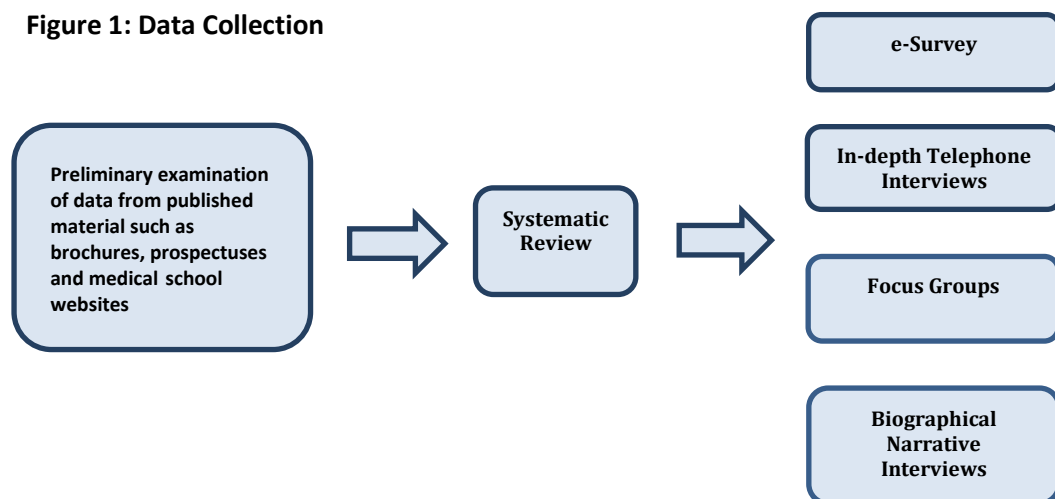 Figure 1: Data Collection
Preliminary examination
of data from published
material such as
brochures, prospectuses
and medical school
websites
Systematic
Review
e-Survey
In-depth Telephone
Interviews
Focus Groups
Biographical
Narrative
Interviews